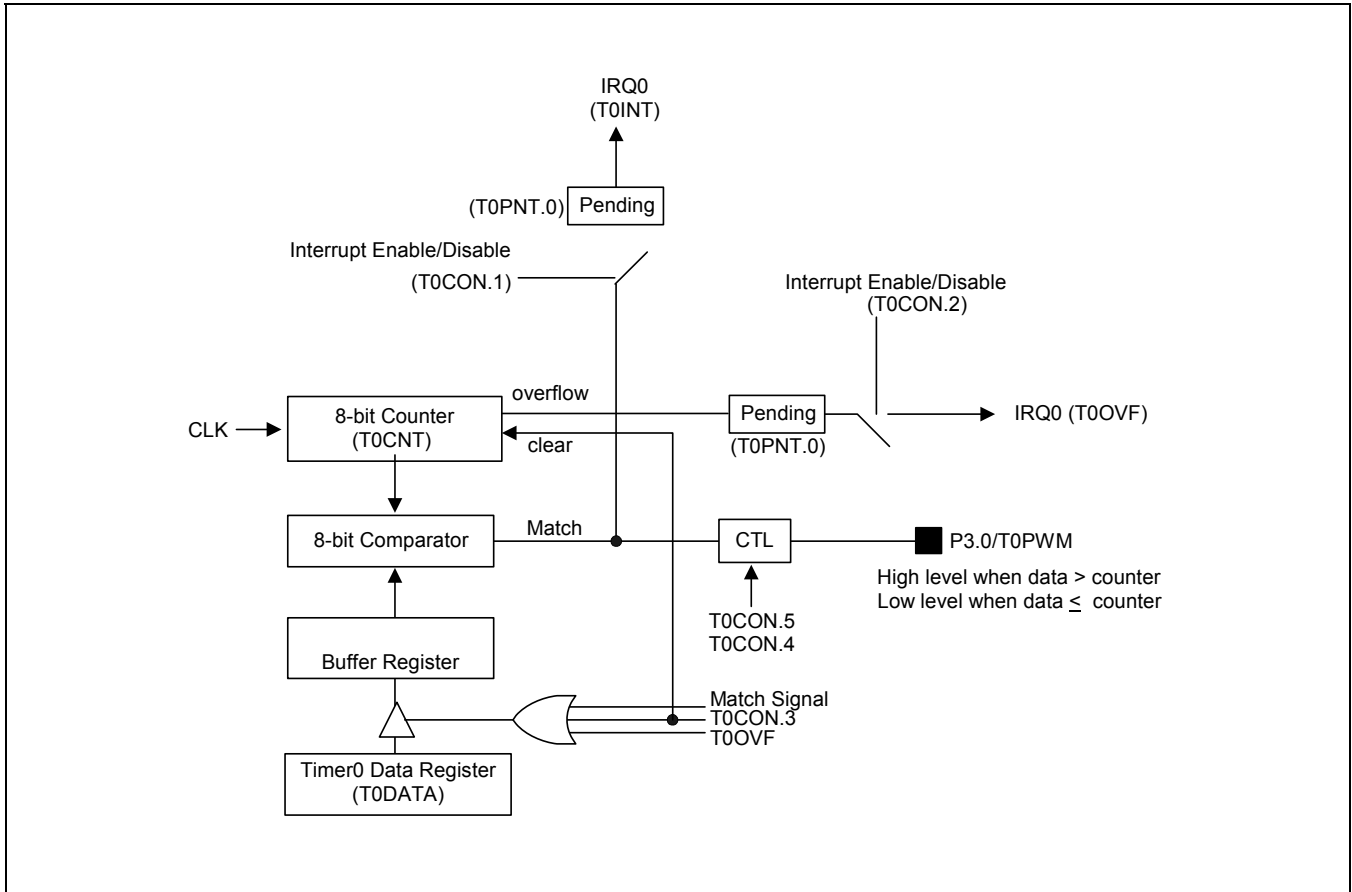 IRQ0
(T0INT)
(T0PNT.0)
Pending
Interrupt Enable/Disable
(T0CON.1)
Interrupt Enable/Disable
(T0CON.2)
overflow
CLK
8-bit Counter
(T0CNT)
clear
Pending
(T0PNT.0)
IRQ0 (T0OVF)
8-bit Comparator
Match
CTL
P3.0/T0PWM
High level when data > counter
Low level when data ≤ counter
T0CON.5
T0CON.4
Buffer Register
Match Signal
T0CON.3
T0OVF
Timer0 Data Register
(T0DATA)